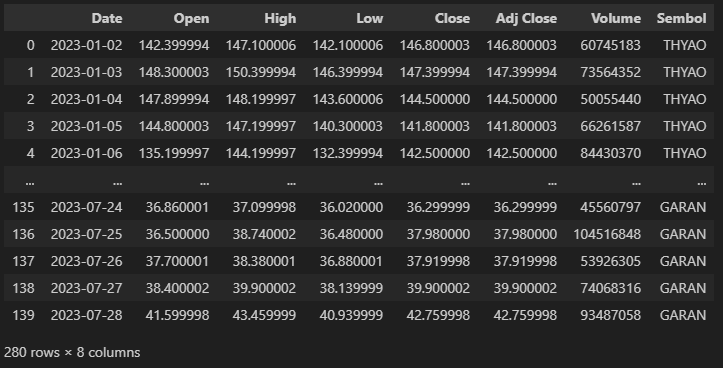 Date Open High Low Close Adj Close Volume Sembol
0 2023-01-02 142.399994 147.100006 142.100006 146.800003 146.800003 60745183 THYAO
1 2023-01-03 148.300003 150.399994 146.399994 147.399994 147.399994 73564352 THYAO
2 2023-01-04 147.899994 148.199997 143.600006 144.500000 144.500000 50055440 THYAO
3 2023-01-05 144.800003 147.199997 140.300003 141.800003 141.800003 66261587 THYAO
4 2023-01-06 135.199997 144.199997 132.399994 142.500000 142.500000 84430370 THYAO
... ... ... ... ... ... ... ... ...
135 2023-07-24 36.860001 37.099998 36.020000 36.299999 36.299999 45560797 GARAN
136 2023-07-25 36.500000 38.740002 36.480000 37.980000 37.980000 104516848 GARAN
137 2023-07-26 37.700001 38.380001 36.880001 37.919998 37.919998 53926305 GARAN
138 2023-07-27 38.400002 39.900002 38.139999 39.900002 39.900002 74068316 GARAN
139 2023-07-28 41.599998 43.459999 40.939999 42.759998 42.759998 93487058 GARAN
280 rows × 8 columns